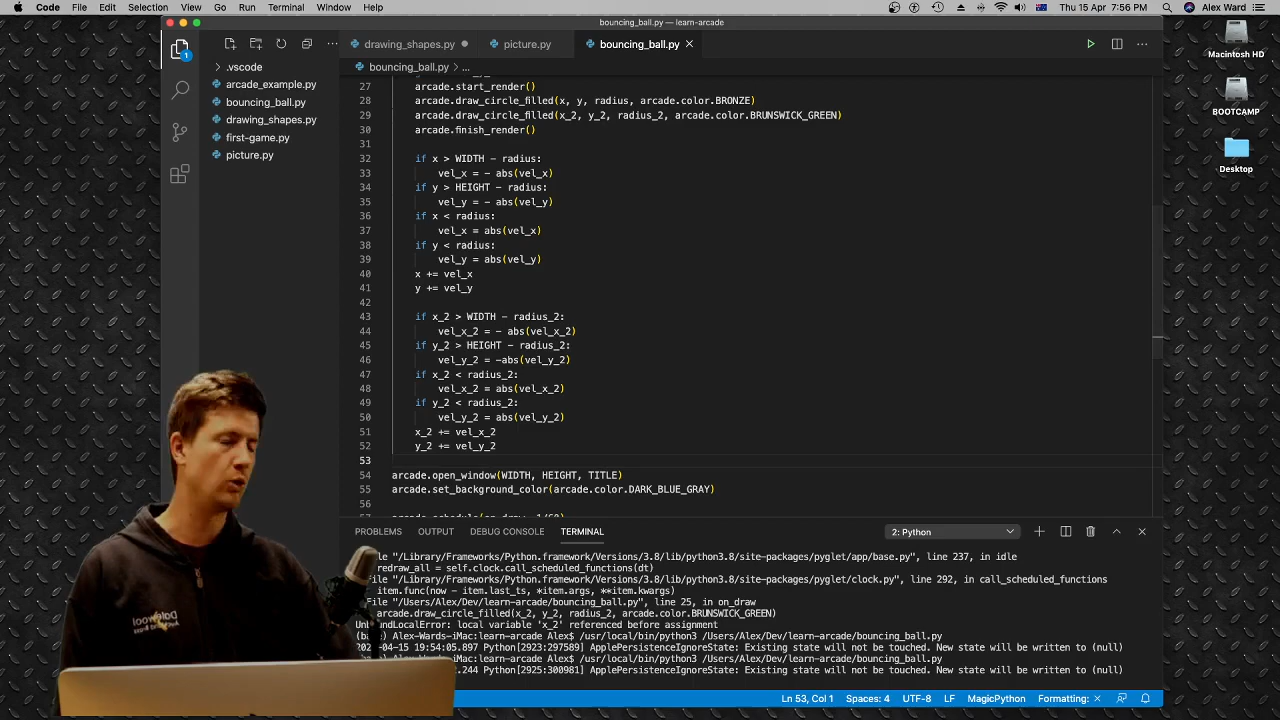 Code File Edit Selection View Go Run Terminal Window Help
Thu 15 Apr 7:56 PM Alex Ward
bouncing_ball.py — learn-arcade
Macintosh HD
BOOTCAMP
Desktop
1
.vscode
arcade_example.py
bouncing_ball.py
drawing_shapes.py
first-game.py
picture.py
drawing_shapes.py
picture.py
bouncing_ball.py
bouncing_ball.py > ...
27 arcade.start_render()
28 arcade.draw_circle_filled(x, y, radius, arcade.color.BRONZE)
29 arcade.draw_circle_filled(x_2, y_2, radius_2, arcade.color.BRUNSWICK_GREEN)
30 arcade.finish_render()
31
32 if x > WIDTH - radius:
33 vel_x = - abs(vel_x)
34 if y > HEIGHT - radius:
35 vel_y = - abs(vel_y)
36 if x < radius:
37 vel_x = abs(vel_x)
38 if y < radius:
39 vel_y = abs(vel_y)
40 x += vel_x
41 y += vel_y
42
43 if x_2 > WIDTH - radius_2:
44 vel_x_2 = - abs(vel_x_2)
45 if y_2 > HEIGHT - radius_2:
46 vel_y_2 = -abs(vel_y_2)
47 if x_2 < radius_2:
48 vel_x_2 = abs(vel_x_2)
49 if y_2 < radius_2:
50 vel_y_2 = abs(vel_y_2)
51 x_2 += vel_x_2
52 y_2 += vel_y_2
53
54 arcade.open_window(WIDTH, HEIGHT, TITLE)
55 arcade.set_background_color(arcade.color.DARK_BLUE_GRAY)
56
57 arcade.schedule(on_draw, 1/60)
PROBLEMS OUTPUT DEBUG CONSOLE TERMINAL 2: Python
"/Library/Frameworks/Python.framework/Versions/3.8/lib/python3.8/site-packages/pyglet/app/base.py", line 237, in idle
redraw_all = self.clock.call_scheduled_functions(dt)
"/Library/Frameworks/Python.framework/Versions/3.8/lib/python3.8/site-packages/pyglet/clock.py", line 292, in call_scheduled_functions
item.func(now - item.last_ts, *item.args, **item.kwargs)
File "/Users/Alex/Dev/learn-arcade/bouncing_ball.py", line 25, in on_draw
arcade.draw_circle_filled(x_2, y_2, radius_2, arcade.color.BRUNSWICK_GREEN)
UnboundLocalError: local variable 'x_2' referenced before assignment
Alex-Wards-iMac:learn-arcade Alex$ /usr/local/bin/python3 /Users/Alex/Dev/learn-arcade/bouncing_ball.py
-04-15 19:54:05.897 Python[2923:297589] ApplePersistenceIgnoreState: Existing state will not be touched. New state will be written to (null)
Alex-Wards-iMac:learn-arcade Alex$ /usr/local/bin/python3 /Users/Alex/Dev/learn-arcade/bouncing_ball.py
.244 Python[2925:300981] ApplePersistenceIgnoreState: Existing state will not be touched. New state will be written to (null)
Ln 53, Col 1 Spaces: 4 UTF-8 LF MagicPython Formatting: ×